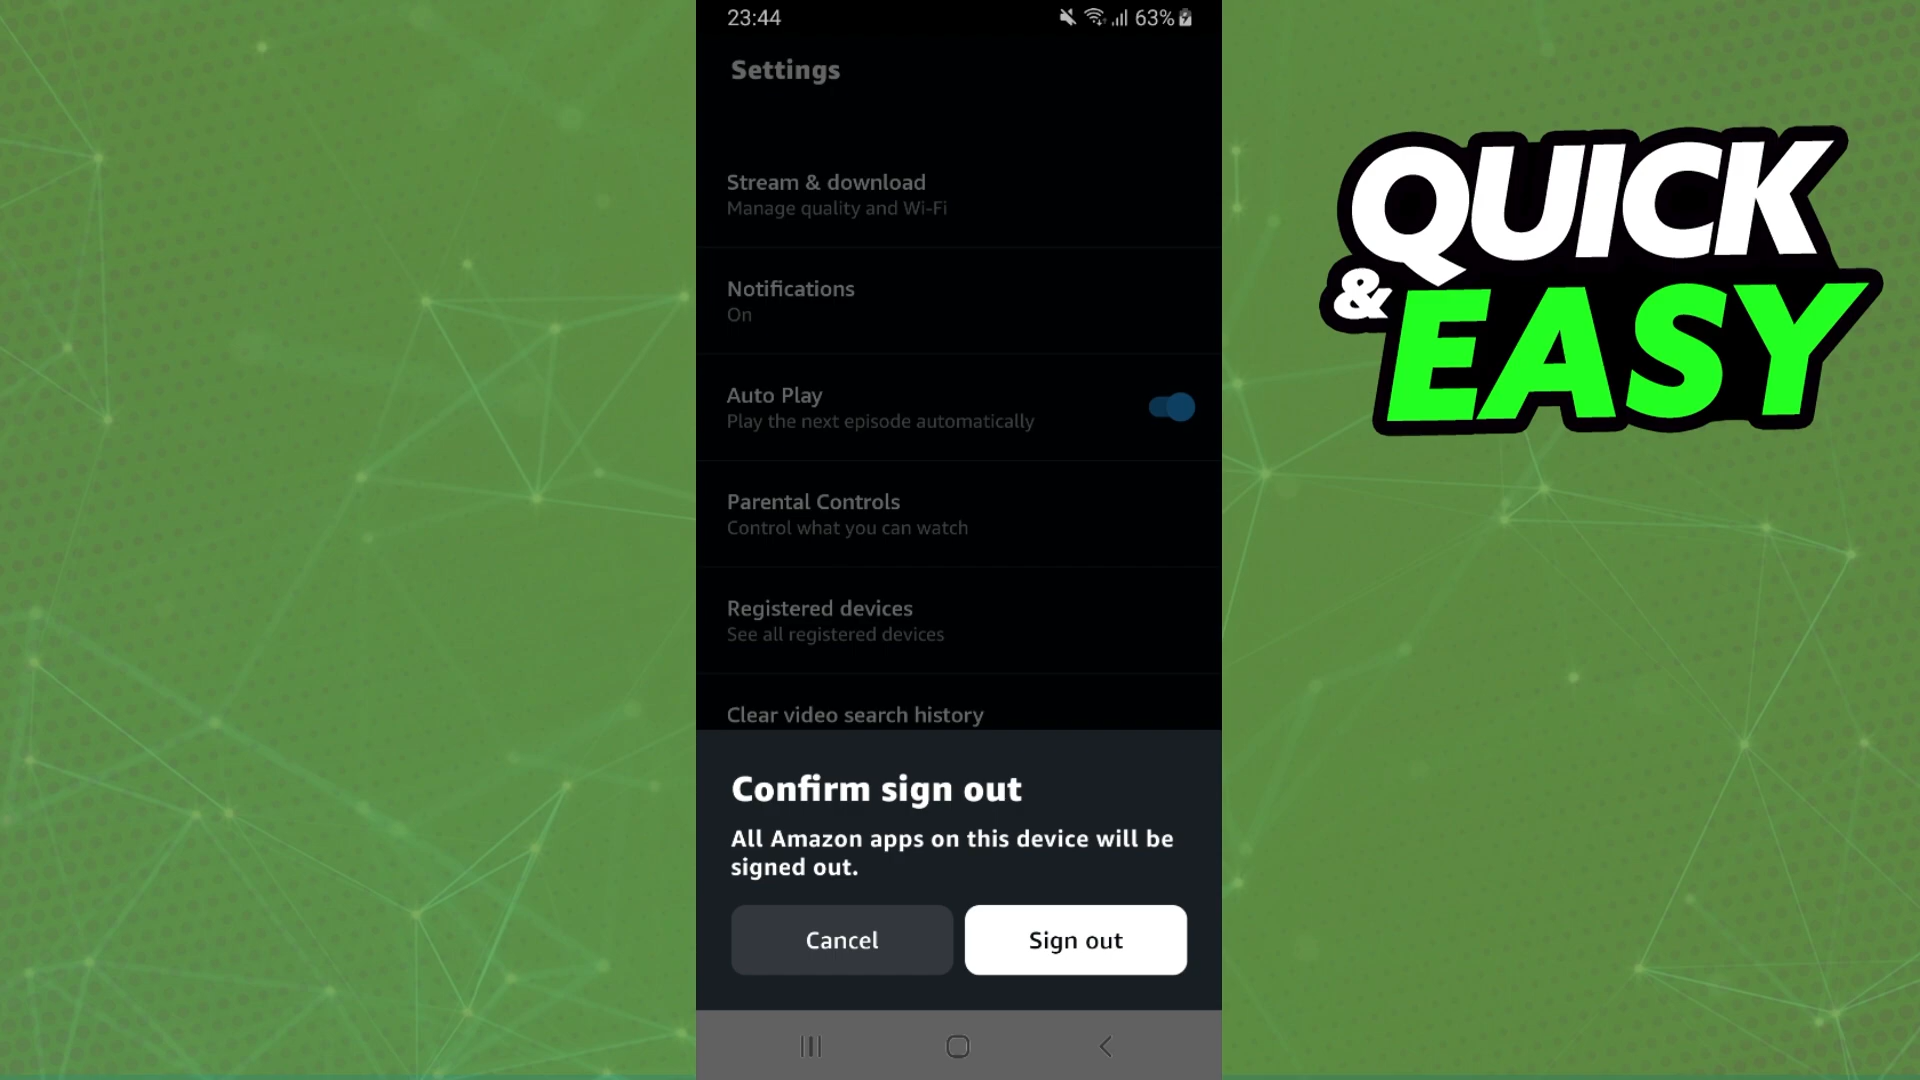 23:44
63%
Settings
Stream & download
Manage quality and Wi-Fi
Notifications
On
Auto Play
Play the next episode automatically
Parental Controls
Control what you can watch
Registered devices
See all registered devices
Clear video search history
Confirm sign out
All Amazon apps on this device will be
signed out.
Cancel
Sign out
QUICK
& EASY